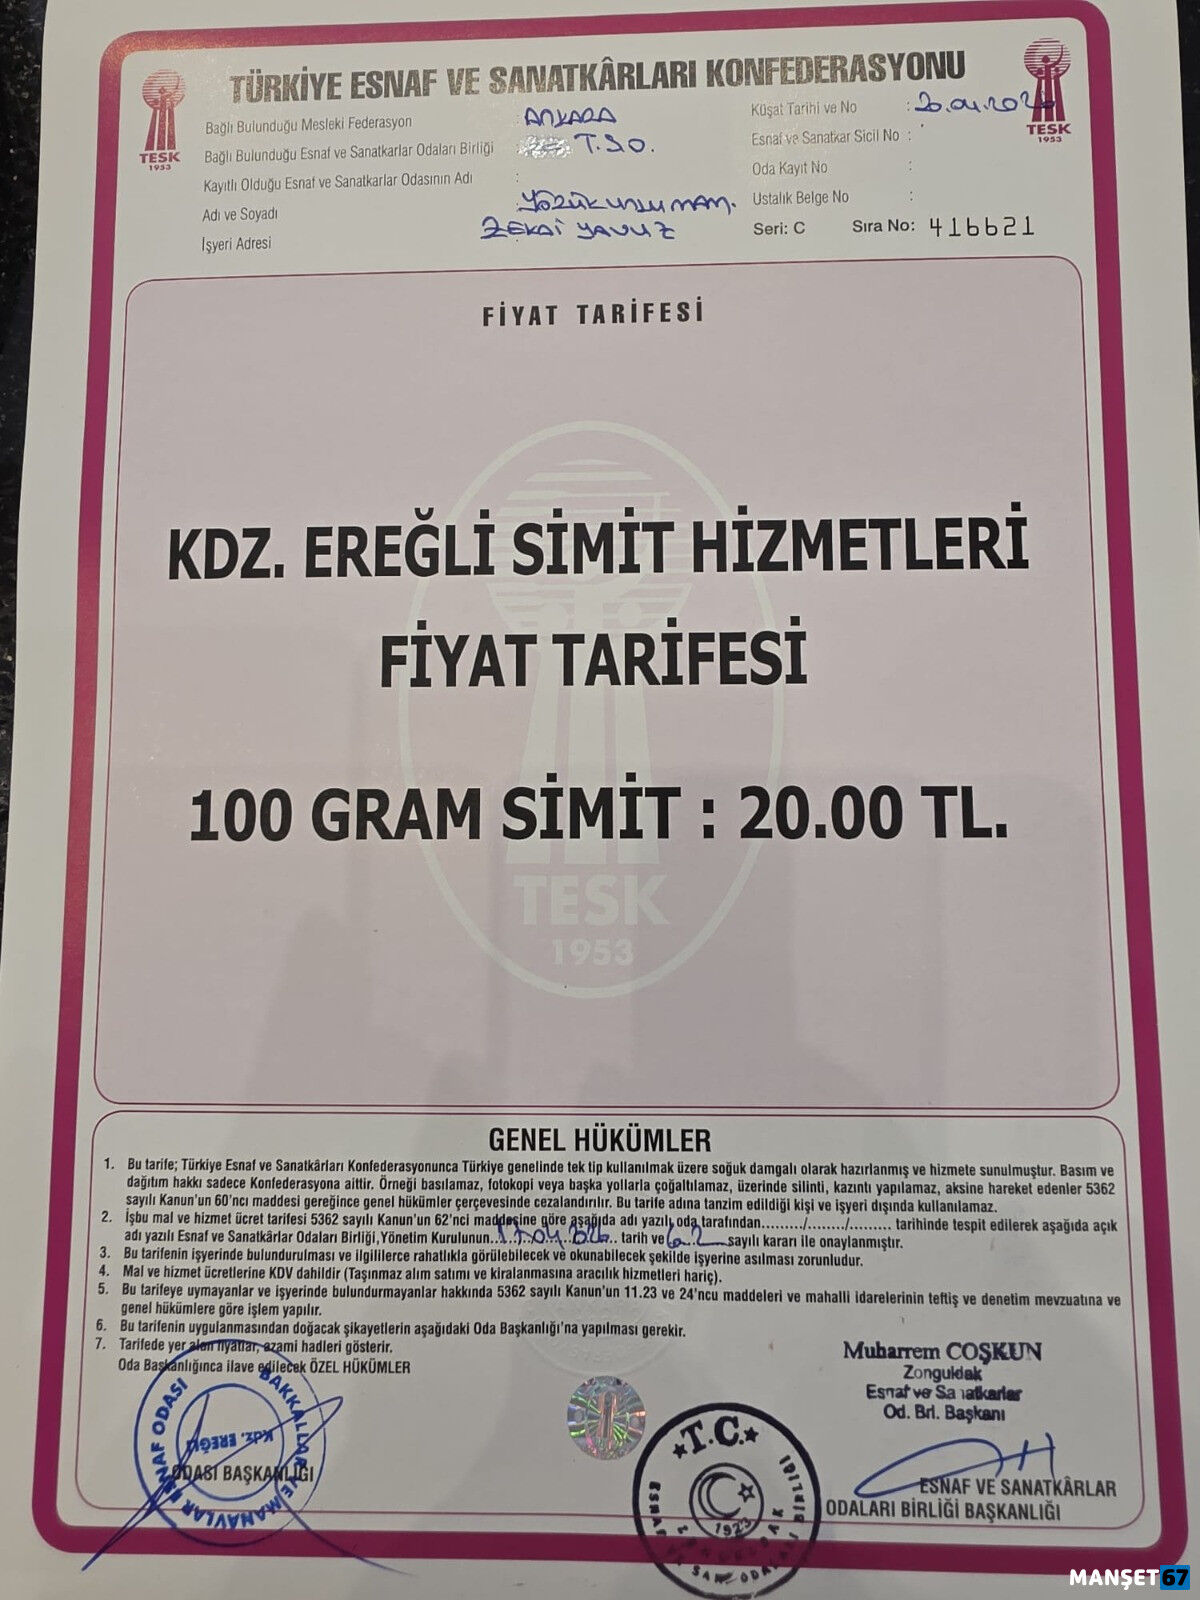 TÜRKİYE ESNAF VE SANATKÂRLARI KONFEDERASYONU
TESK
1953
TESK
1953
Bağlı Bulunduğu Mesleki Federasyon : ANKARA
Bağlı Bulunduğu Esnaf ve Sanatkarlar Odaları Birliği : T.S.O.
Kayıtlı Olduğu Esnaf ve Sanatkarlar Odasının Adı :
Adı ve Soyadı
İşyeri Adresi ZEKAİ YAVUZ
Küşat Tarihi ve No :
Esnaf ve Sanatkar Sicil No :
Oda Kayıt No :
Ustalık Belge No :
Seri: C Sıra No: 416621
FİYAT TARİFESİ
KDZ. EREĞLİ SİMİT HİZMETLERİ
FİYAT TARİFESİ
100 GRAM SİMİT : 20.00 TL.
TESK
1953
GENEL HÜKÜMLER
1. Bu tarife; Türkiye Esnaf ve Sanatkârları Konfederasyonunca Türkiye genelinde tek tip kullanılmak üzere soğuk damgalı olarak hazırlanmış ve hizmete sunulmuştur. Basım ve
dağıtım hakkı sadece Konfederasyona aittir. Örneği basılamaz, fotokopi veya başka yollarla çoğaltılamaz, üzerinde silinti, kazıntı yapılamaz, aksine hareket edenler 5362
sayılı Kanun'un 60'ncı maddesi gereğince genel hükümler çerçevesinde cezalandırılır. Bu tarife adına tanzim edildiği kişi ve işyeri dışında kullanılamaz.
2. İşbu mal ve hizmet ücret tarifesi 5362 sayılı Kanun'un 62'nci maddesine göre aşağıda adı yazılı oda tarafından........./......../......... tarihinde tespit edilerek aşağıda açık
adı yazılı Esnaf ve Sanatkârlar Odaları Birliği,Yönetim Kurulunun tarih ve sayılı kararı ile onaylanmıştır.
3. Bu tarifenin işyerinde bulundurulması ve ilgililerce rahatlıkla görülebilecek ve okunabilecek şekilde işyerine asılması zorunludur.
4. Mal ve hizmet ücretlerine KDV dahildir (Taşınmaz alım satımı ve kiralanmasına aracılık hizmetleri hariç).
5. Bu tarifeye uymayanlar ve işyerinde bulundurmayanlar hakkında 5362 sayılı Kanun'un 11.23 ve 24'ncu maddeleri ve mahalli idarelerinin teftiş ve denetim mevzuatına ve
genel hükümlere göre işlem yapılır.
6. Bu tarifenin uygulanmasından doğacak şikayetlerin aşağıdaki Oda Başkanlığı'na yapılması gerekir.
7. Tarifede yer alan fiyatlar, azami hadleri gösterir.
Oda Başkanlığınca ilave edilecek ÖZEL HÜKÜMLER
Muharrem COŞKUN
Zonguldak
Esnaf ve Sanatkarlar
Od. Brl. Başkanı
BAKKALLAR VE MANAVLAR ESNAF ODASI
Kdz. EREĞLİ
ODASI BAŞKANLIĞI
T.C.
1923
ESNAF VE SANATKÂRLAR
ODALARI BİRLİĞİ BAŞKANLIĞI
MANŞET67